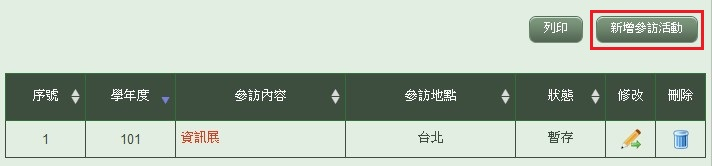 列印 新增參訪活動
序號 學年度 參訪內容 參訪地點 狀態 修改 刪除
1 101 資訊展 台北 暫存